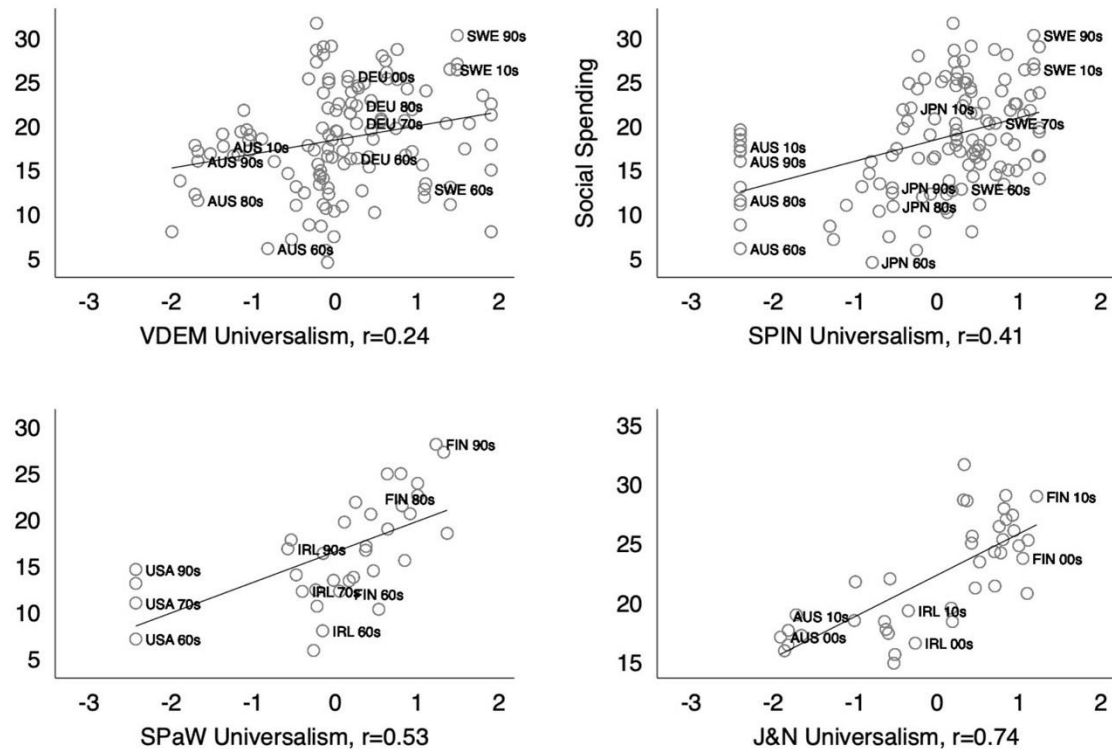 30
25
20
15
10
5
SWE 90s
SWE 10s
DEU 00s
DEU 80s
DEU 70s
DEU 60s
AUS 10s
AUS 90s
AUS 80s
AUS 60s
SWE 60s
-3 -2 -1 0 1 2
VDEM Universalism, r=0.24
Social Spending
30
25
20
15
10
5
SWE 90s
SWE 10s
JPN 10s
SWE 70s
AUS 10s
AUS 90s
AUS 80s
AUS 60s
JPN 90s
SWE 60s
JPN 80s
JPN 60s
-3 -2 -1 0 1 2
SPIN Universalism, r=0.41
30
25
20
15
10
5
FIN 90s
FIN 80s
IRL 90s
USA 90s
USA 70s
USA 60s
IRL 70s
FIN 60s
IRL 60s
-3 -2 -1 0 1 2
SPaW Universalism, r=0.53
35
30
25
20
15
FIN 10s
FIN 00s
AUS 10s
IRL 10s
AUS 00s
IRL 00s
-3 -2 -1 0 1 2
J&N Universalism, r=0.74